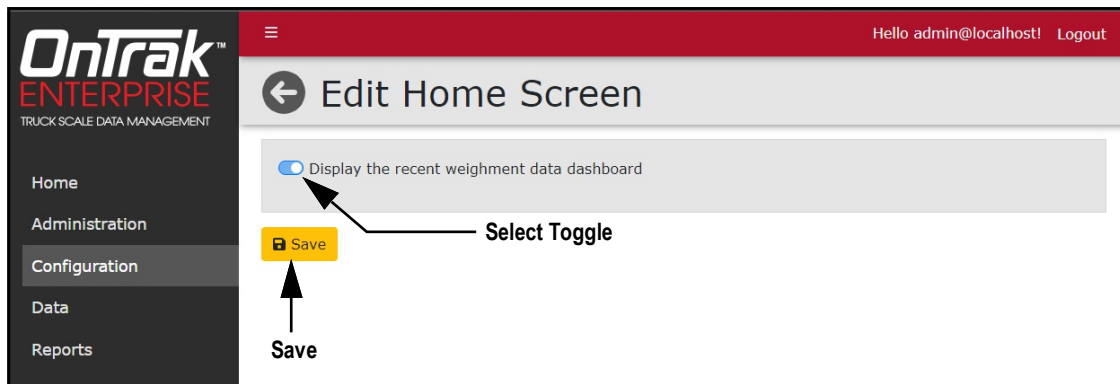 OnTrak™
ENTERPRISE
TRUCK SCALE DATA MANAGEMENT
Home
Administration
Configuration
Data
Reports
Hello admin@localhost! Logout
Edit Home Screen
Display the recent weighment data dashboard
Select Toggle
Save
Save